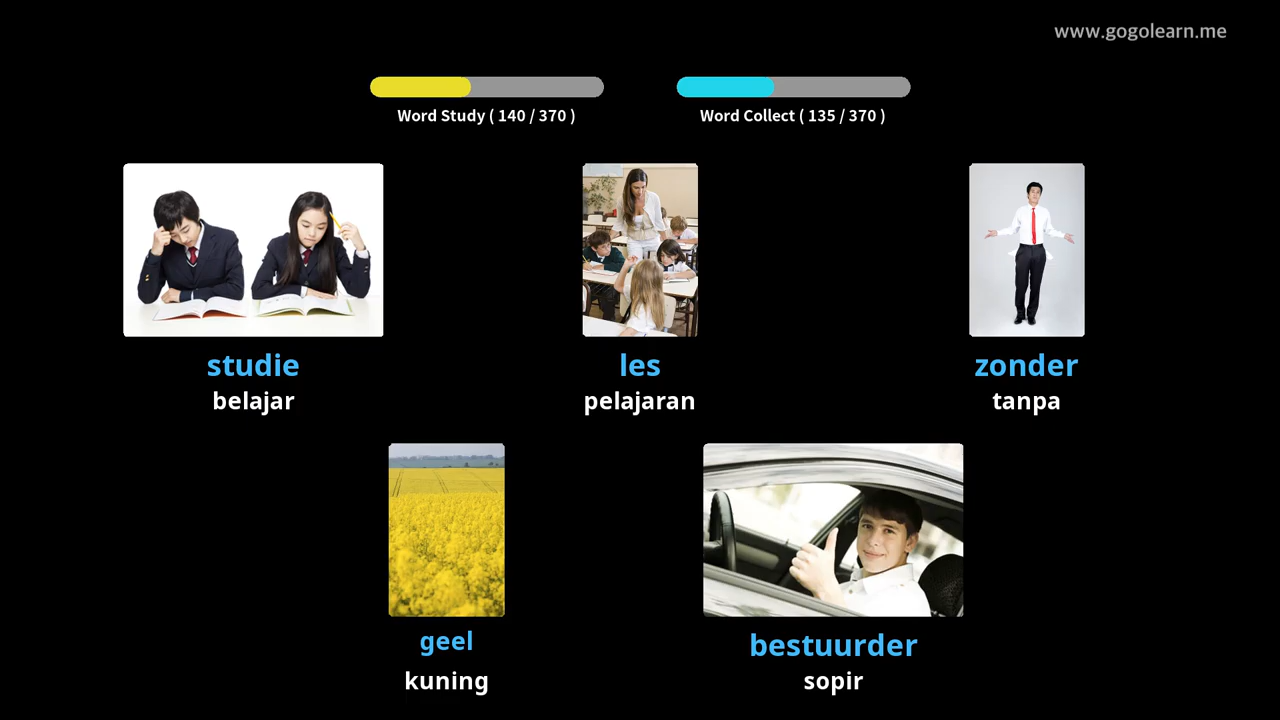 www.gogolearn.me
Word Study ( 140 / 370 )
Word Collect ( 135 / 370 )
studie
belajar
les
pelajaran
zonder
tanpa
geel
kuning
bestuurder
sopir